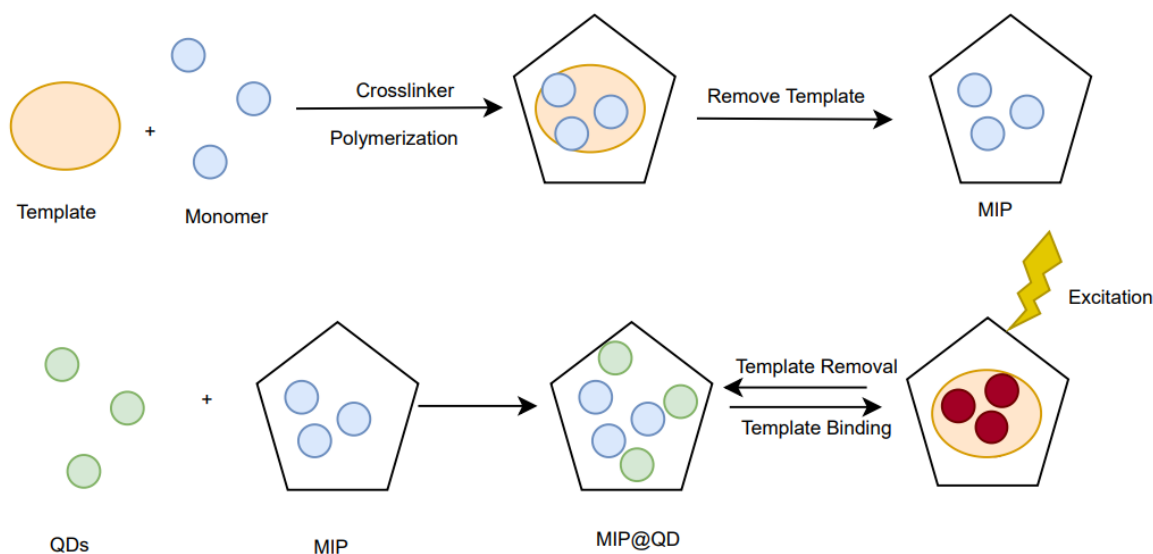 Template
+
Monomer
Crosslinker
Polymerization
Remove Template
MIP
QDs
+
MIP
MIP@QD
Template Removal
Template Binding
Excitation